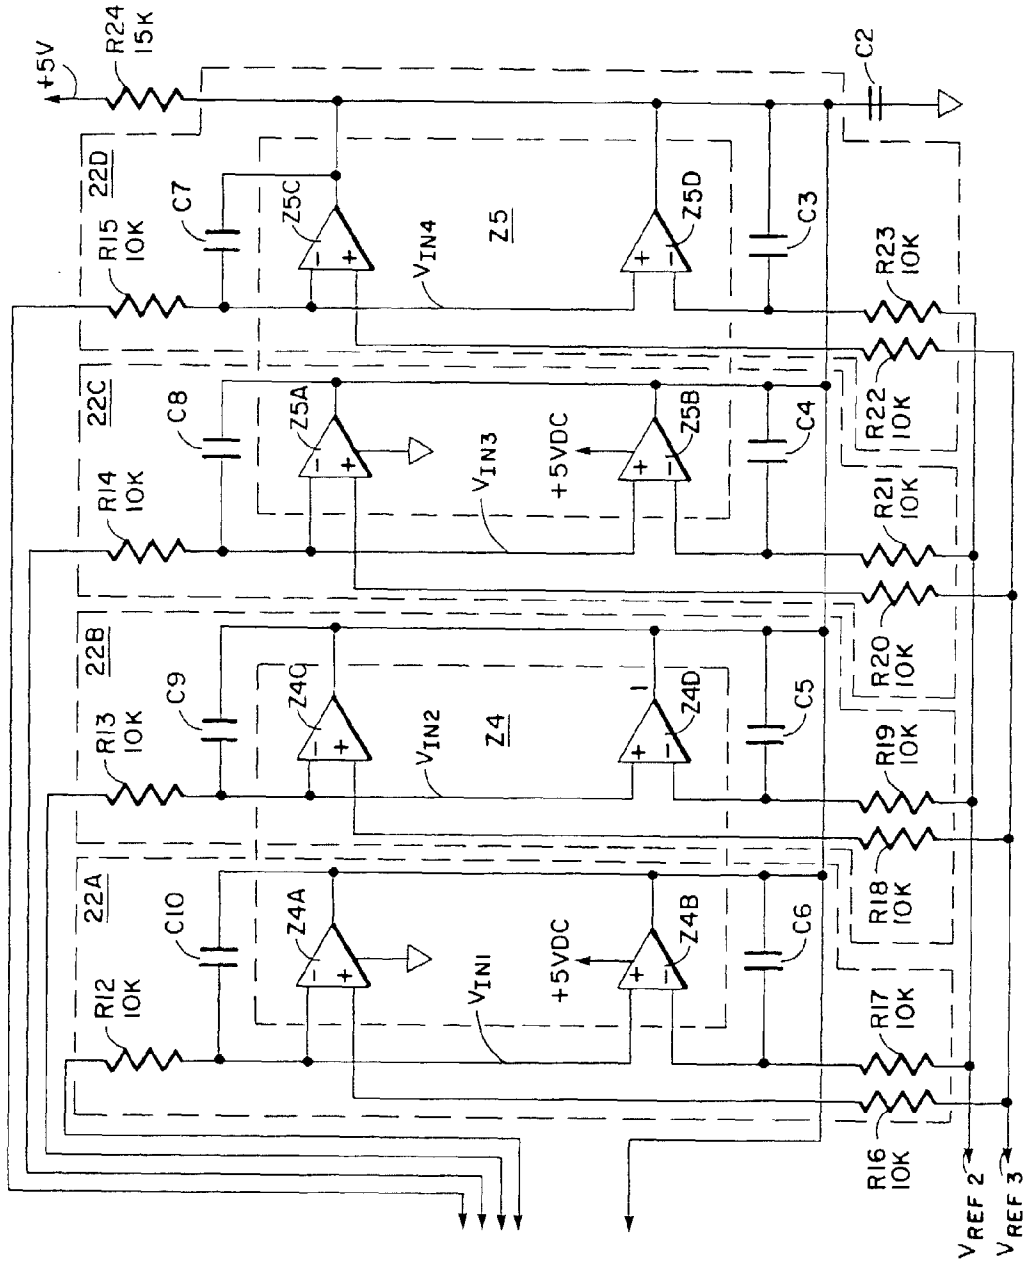 +5V
R24
15K
22D
R15
10K
C7
Z5C
VIN4
Z5
Z5D
C3
R23
10K
R22
10K
C2
22C
R14
10K
C8
Z5A
VIN3
+5VDC
Z5B
C4
R21
10K
R20
10K
22B
R13
10K
C9
Z4C
VIN2
Z4
Z4D
C5
R19
10K
R18
10K
22A
R12
10K
C10
Z4A
VIN1
+5VDC
Z4B
C6
R17
10K
R16
10K
VREF 2
VREF 3